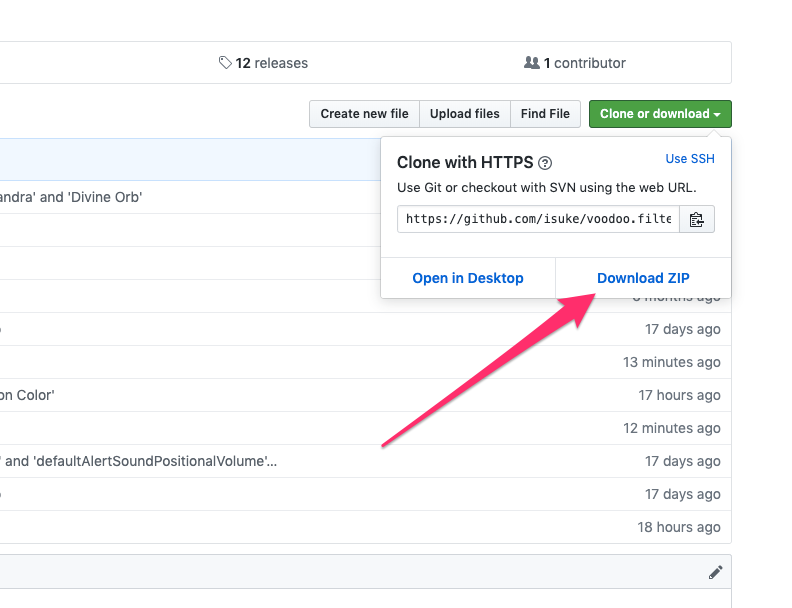 12 releases
1 contributor
Create new file
Upload files
Find File
Clone or download
Clone with HTTPS
Use SSH
Use Git or checkout with SVN using the web URL.
https://github.com/isuke/voodoo.filte
Open in Desktop
Download ZIP
andra' and 'Divine Orb'
months ago
17 days ago
13 minutes ago
on Color'
17 hours ago
12 minutes ago
' and 'defaultAlertSoundPositionalVolume'...
17 days ago
17 days ago
18 hours ago